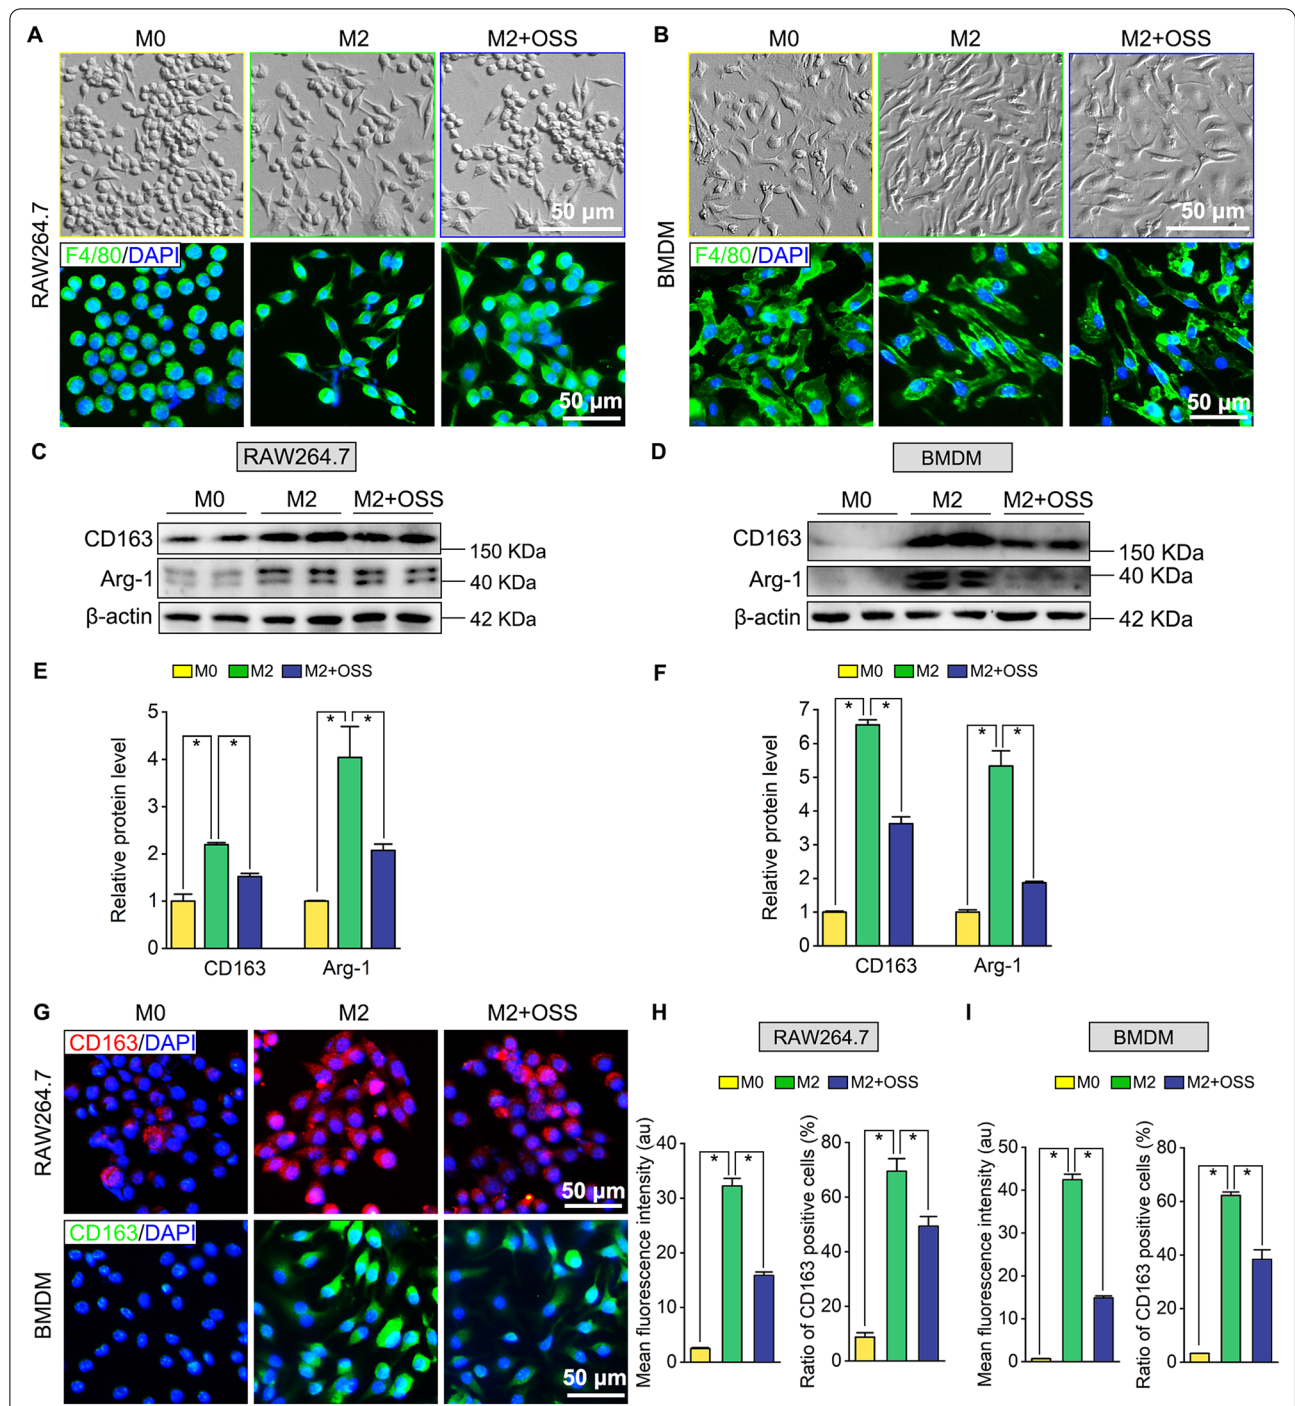 A
M0
M2
M2+OSS
RAW264.7
50 µm
F4/80/DAPI
50 µm
B
M0
M2
M2+OSS
BMDM
50 µm
F4/80/DAPI
50 µm
C
RAW264.7
M0
M2
M2+OSS
CD163
150 KDa
Arg-1
40 KDa
β-actin
42 KDa
D
BMDM
M0
M2
M2+OSS
CD163
150 KDa
Arg-1
40 KDa
β-actin
42 KDa
E
M0
M2
M2+OSS
Relative protein level
5
4
3
2
1
0
*
*
*
*
CD163
Arg-1
F
M0
M2
M2+OSS
Relative protein level
7
6
5
4
3
2
1
0
*
*
*
*
CD163
Arg-1
G
M0
M2
M2+OSS
RAW264.7
CD163/DAPI
50 µm
BMDM
CD163/DAPI
50 µm
H
RAW264.7
M0
M2
M2+OSS
Mean fluorescence intensity (au)
40
30
20
10
0
*
*
Ratio of CD163 positive cells (%)
80
60
40
20
0
*
*
I
BMDM
M0
M2
M2+OSS
Mean fluorescence intensity (au)
50
40
30
20
10
0
*
*
Ratio of CD163 positive cells (%)
80
60
40
20
0
*
*